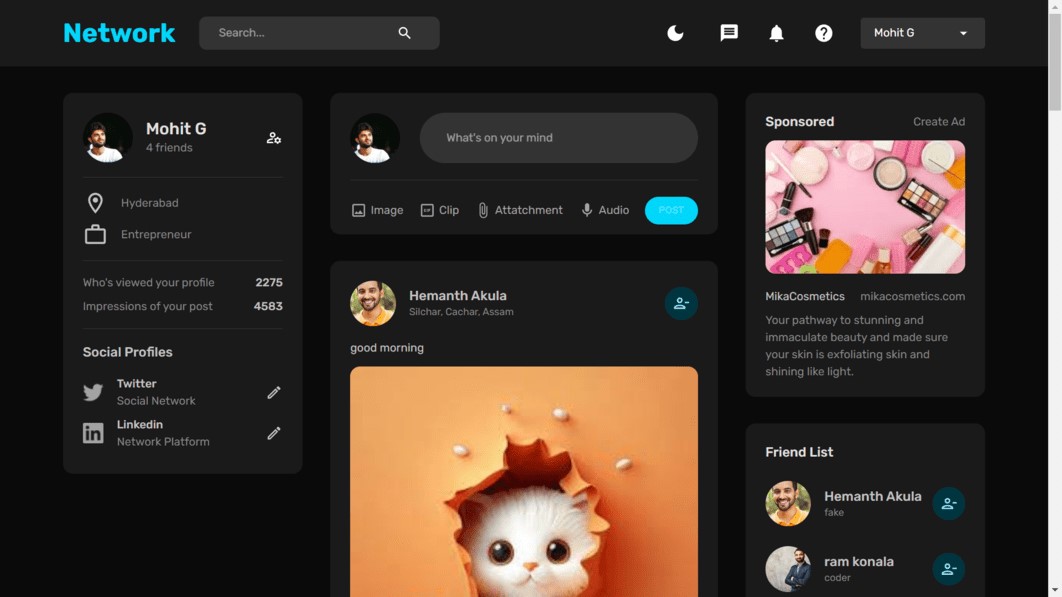 Network
Search...
Mohit G
Mohit G
4 friends
Hyderabad
Entrepreneur
Who's viewed your profile 2275
Impressions of your post 4583
Social Profiles
Twitter
Social Network
Linkedin
Network Platform
What's on your mind
Image GIF Clip Attatchment Audio POST
Hemanth Akula
Silchar, Cachar, Assam
good morning
Sponsored Create Ad
MikaCosmetics mikacosmetics.com
Your pathway to stunning and
immaculate beauty and made sure
your skin is exfoliating skin and
shining like light.
Friend List
Hemanth Akula
fake
ram konala
coder